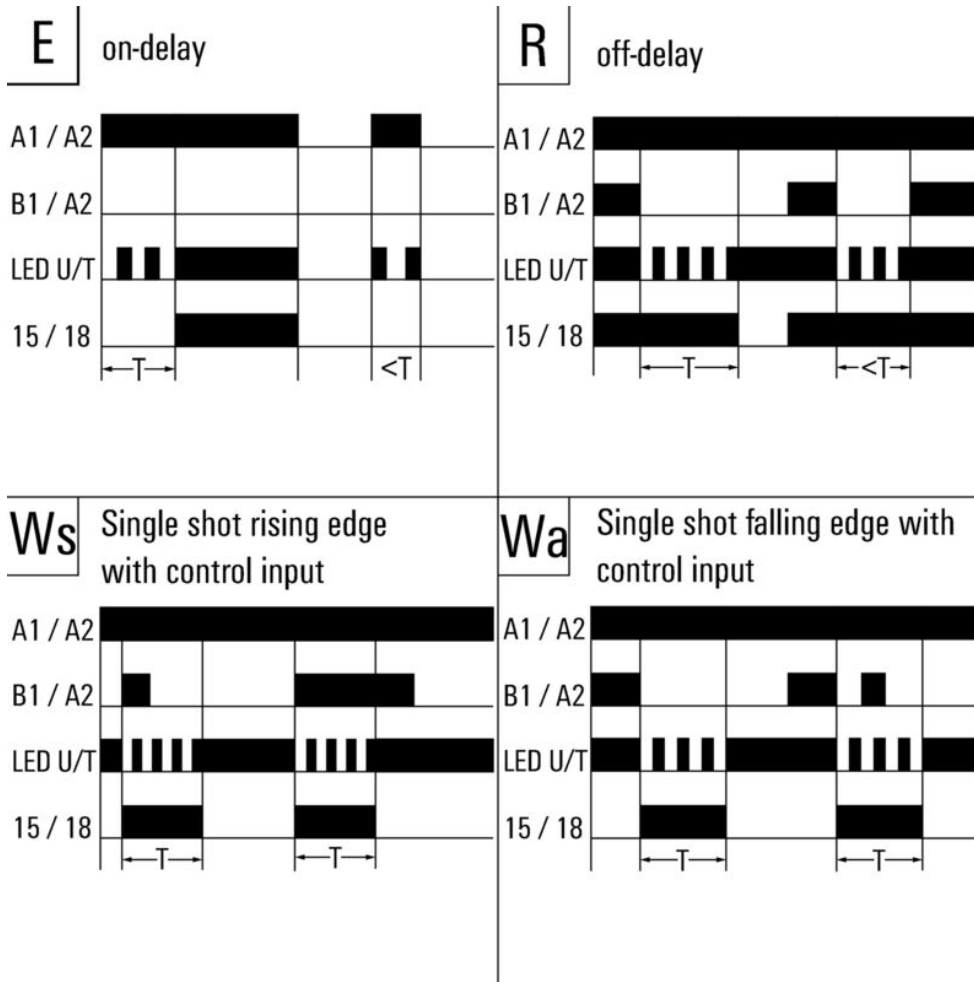 E
on-delay
A1 / A2
B1 / A2
LED U/T
15 / 18
T
<T
R
off-delay
A1 / A2
B1 / A2
LED U/T
15 / 18
T
<T
Ws
Single shot rising edge
with control input
A1 / A2
B1 / A2
LED U/T
15 / 18
T
T
Wa
Single shot falling edge with
control input
A1 / A2
B1 / A2
LED U/T
15 / 18
T
T